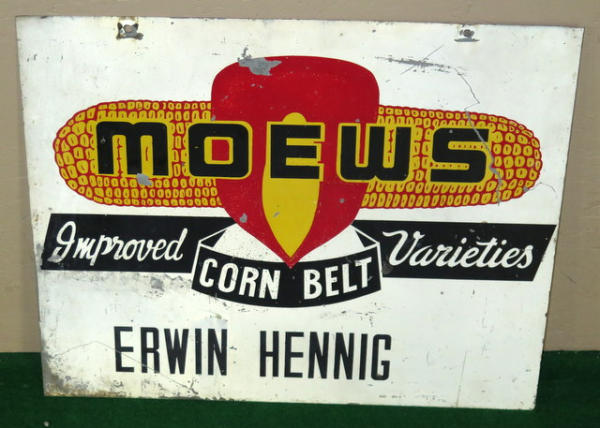 MOEWS
Improved CORN BELT Varieties
ERWIN HENNIG